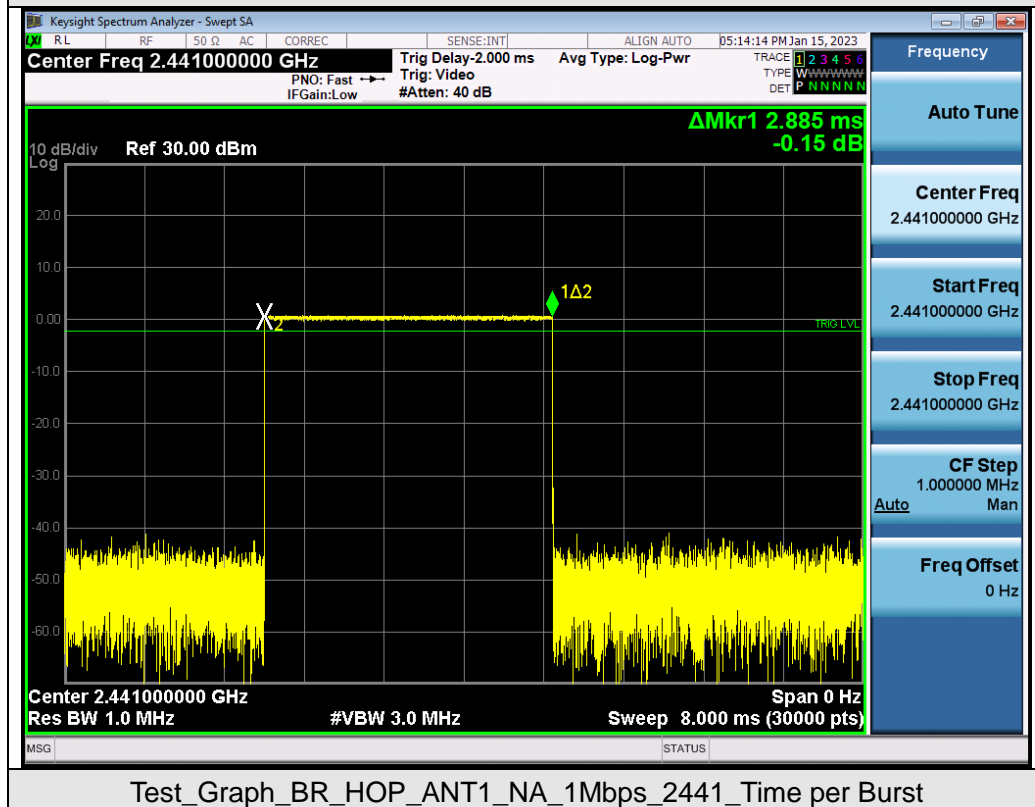 Keysight Spectrum Analyzer - Swept SA
LXI RL RF 50 Ω AC CORREC SENSE:INT ALIGN AUTO 05:14:14 PM Jan 15, 2023
Center Freq 2.441000000 GHz
PNO: Fast
IFGain:Low
Trig Delay-2.000 ms
Trig: Video
#Atten: 40 dB
Avg Type: Log-Pwr
TRACE 1 2 3 4 5 6
TYPE WWWWWW
DET P N N N N N
ΔMkr1 2.885 ms
-0.15 dB
10 dB/div Ref 30.00 dBm
Log
20.0
10.0
1Δ2
0.00
2
TRIG LVL
-10.0
-20.0
-30.0
-40.0
-50.0
-60.0
Center 2.441000000 GHz Span 0 Hz
Res BW 1.0 MHz #VBW 3.0 MHz Sweep 8.000 ms (30000 pts)
MSG STATUS
Frequency
Auto Tune
Center Freq
2.441000000 GHz
Start Freq
2.441000000 GHz
Stop Freq
2.441000000 GHz
CF Step
1.000000 MHz
Auto Man
Freq Offset
0 Hz
Test_Graph_BR_HOP_ANT1_NA_1Mbps_2441_Time per Burst